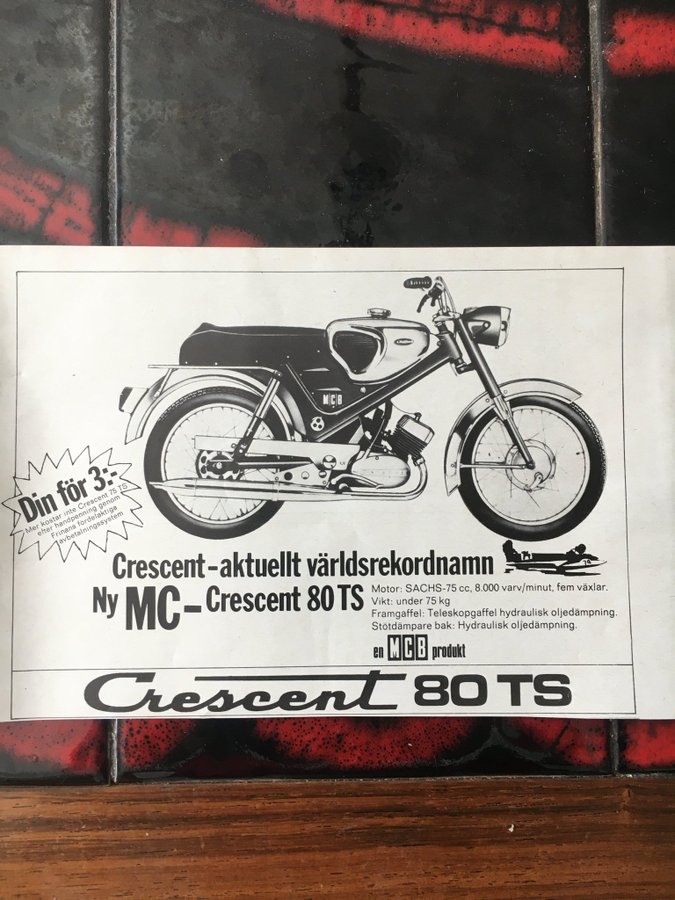 Crescent
MCB
Din för 3:-
Mer kostar inte Crescent 75 TS
efter handpenning genom
Finans fördelaktiga
avbetalningssystem
Crescent-aktuellt världsrekordnamn
Ny MC-Crescent 80 TS
Motor: SACHS-75 cc, 8.000 varv/minut, fem växlar.
Vikt: under 75 kg
Framgaffel: Teleskopgaffel hydraulisk oljedämpning.
Stötdämpare bak: Hydraulisk oljedämpning.
en MCB produkt
Crescent 80 TS